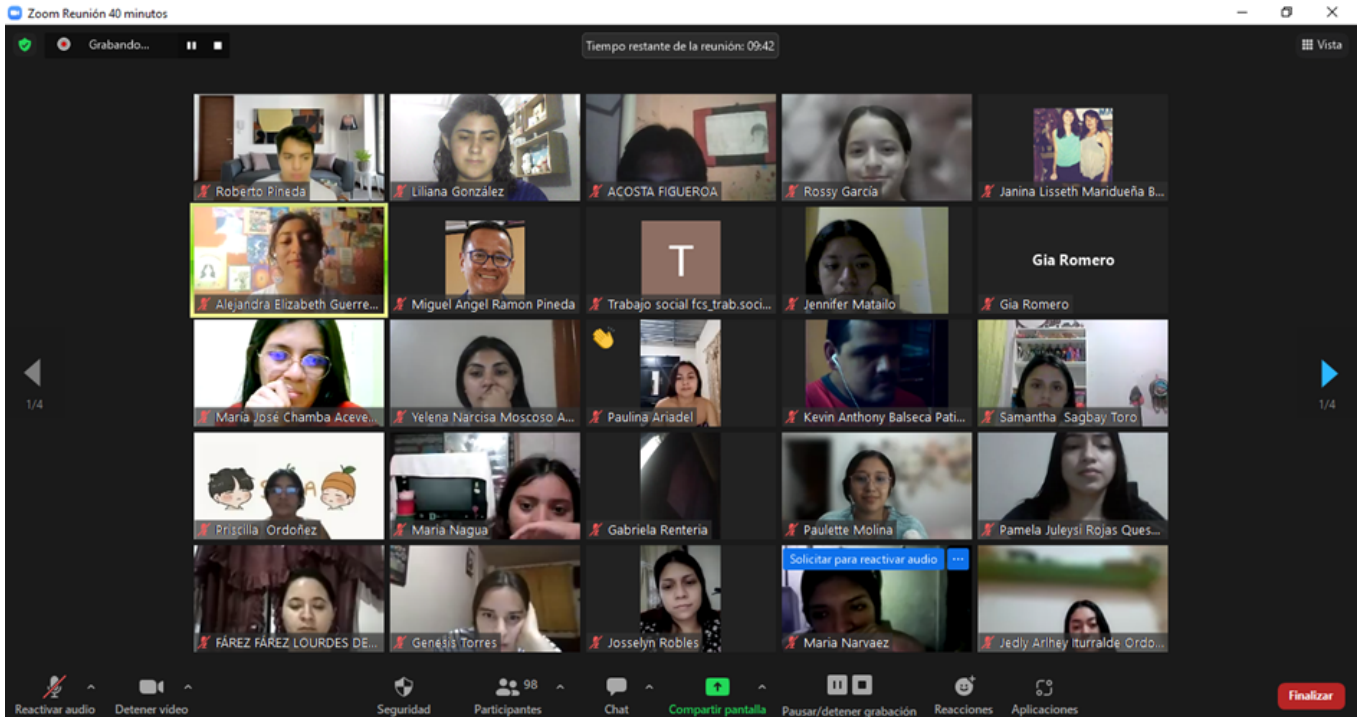 Zoom Reunión 40 minutos
Grabando...
Tiempo restante de la reunión: 09:42
Vista
Roberto Pineda
Liliana González
ACOSTA FIGUEROA
Rossy García
Janina Lisseth Maridueña B...
Alejandra Elizabeth Guerre...
Miguel Angel Ramon Pineda
T
Trabajo social fcs_trab.soci...
Jennifer Matailo
Gia Romero
Gia Romero
1/4
1/4
María José Chamba Aceve...
Yelena Narcisa Moscoso A...
Paulina Ariadel
Kevin Anthony Balseca Pati...
Samantha Sagbay Toro
Priscilla Ordoñez
Maria Nagua
Gabriela Renteria
Paulette Molina
Pamela Juleysi Rojas Ques...
Solicitar para reactivar audio
FÁREZ FÁREZ LOURDES DE...
Genesis Torres
Josselyn Robles
Maria Narvaez
Jedly Arlhey Iturralde Ordo...
98
Reactivar audio
Detener vídeo
Seguridad
Participantes
Chat
Compartir pantalla
Pausar/detener grabación
Reacciones
Aplicaciones
Finalizar